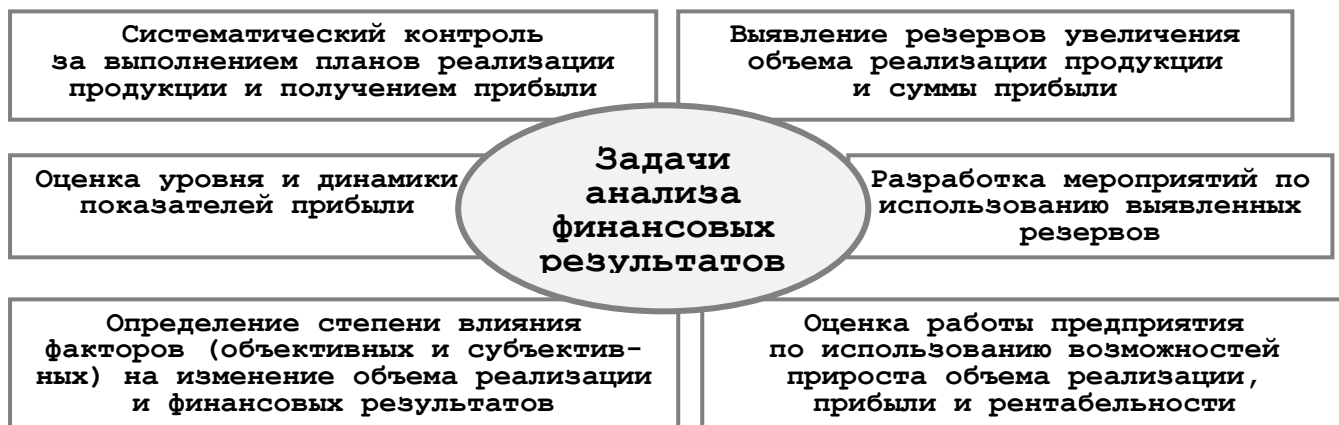 Систематический контроль
за выполнением планов реализации
продукции и получением прибыли
Выявление резервов увеличения
объема реализации продукции
и суммы прибыли
Оценка уровня и динамики
показателей прибыли
Задачи
анализа
финансовых
результатов
Разработка мероприятий по
использованию выявленных
резервов
Определение степени влияния
факторов (объективных и субъектив-
ных) на изменение объема реализации
и финансовых результатов
Оценка работы предприятия
по использованию возможностей
прироста объема реализации,
прибыли и рентабельности